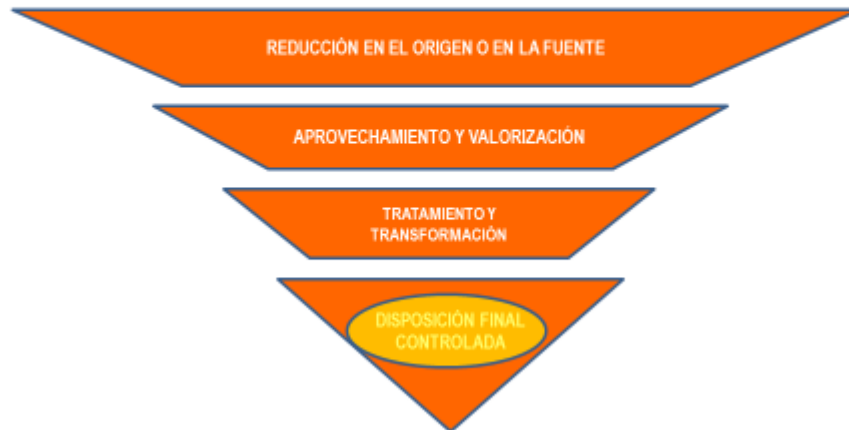 REDUCCIÓN EN EL ORIGEN O EN LA FUENTE
APROVECHAMIENTO Y VALORIZACIÓN
TRATAMIENTO Y
TRANSFORMACIÓN
DISPOSICIÓN FINAL
CONTROLADA